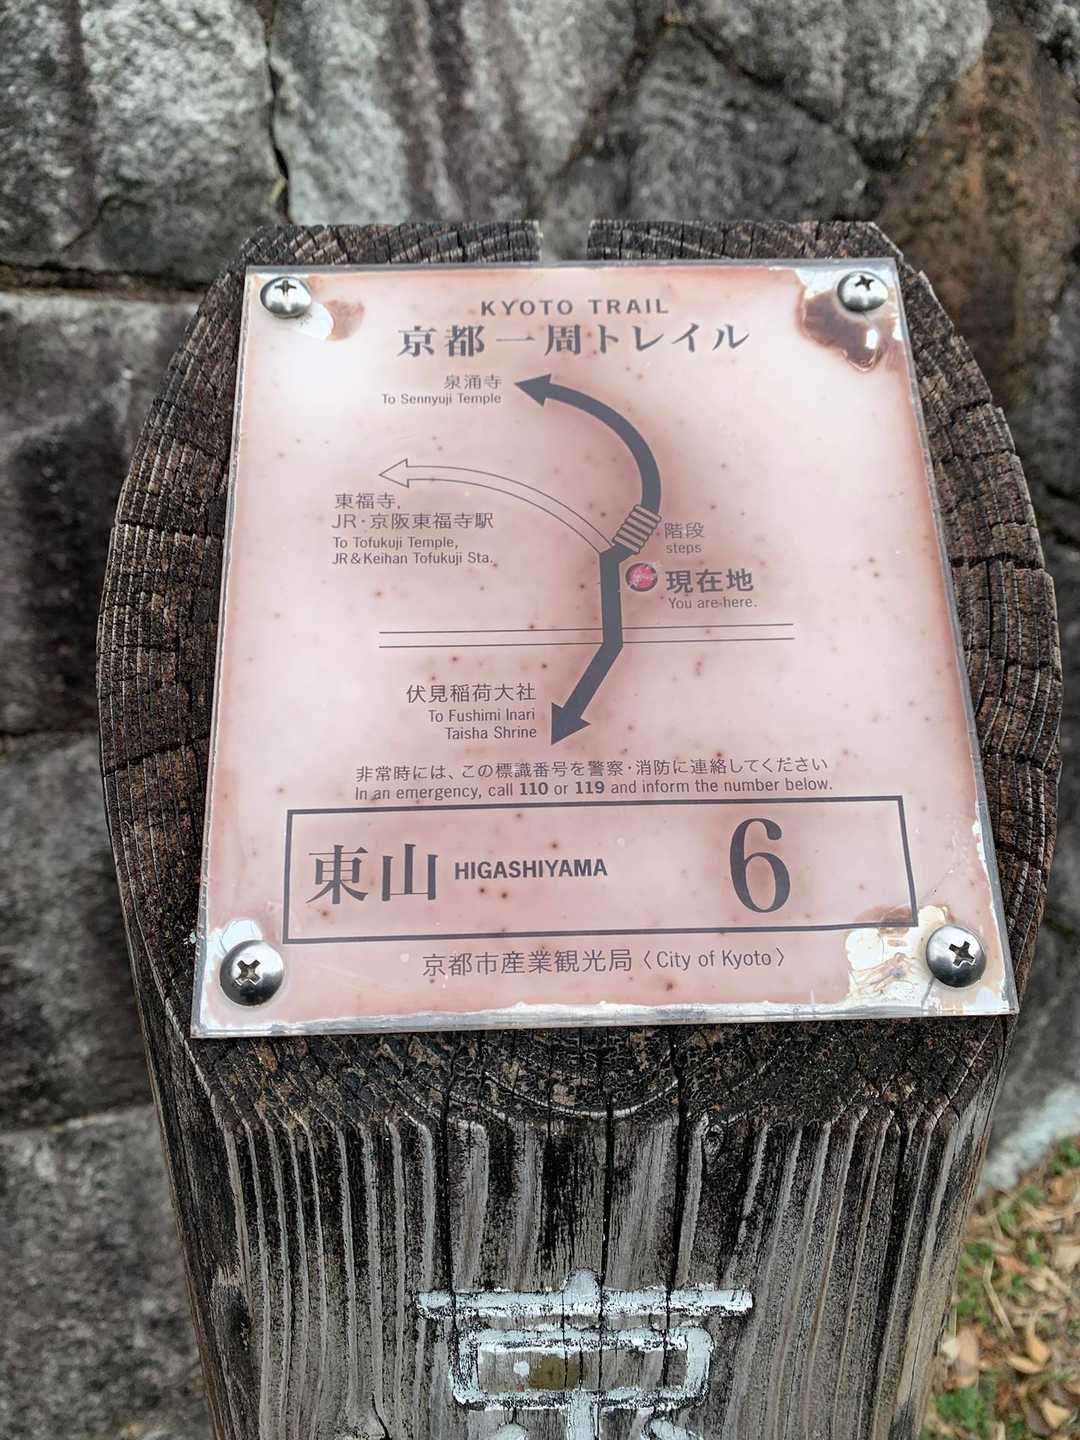 KYOTO TRAIL
京都一周トレイル
泉涌寺
To Sennyuji Temple
東福寺,
JR・京阪東福寺駅
To Tofukuji Temple,
JR & Keihan Tofukuji Sta.
階段
steps
現在地
You are here.
伏見稲荷大社
To Fushimi Inari
Taisha Shrine
非常時には、この標識番号を警察・消防に連絡してください
In an emergency, call 110 or 119 and inform the number below.
東山 HIGASHIYAMA 6
京都市産業観光局〈City of Kyoto〉
京